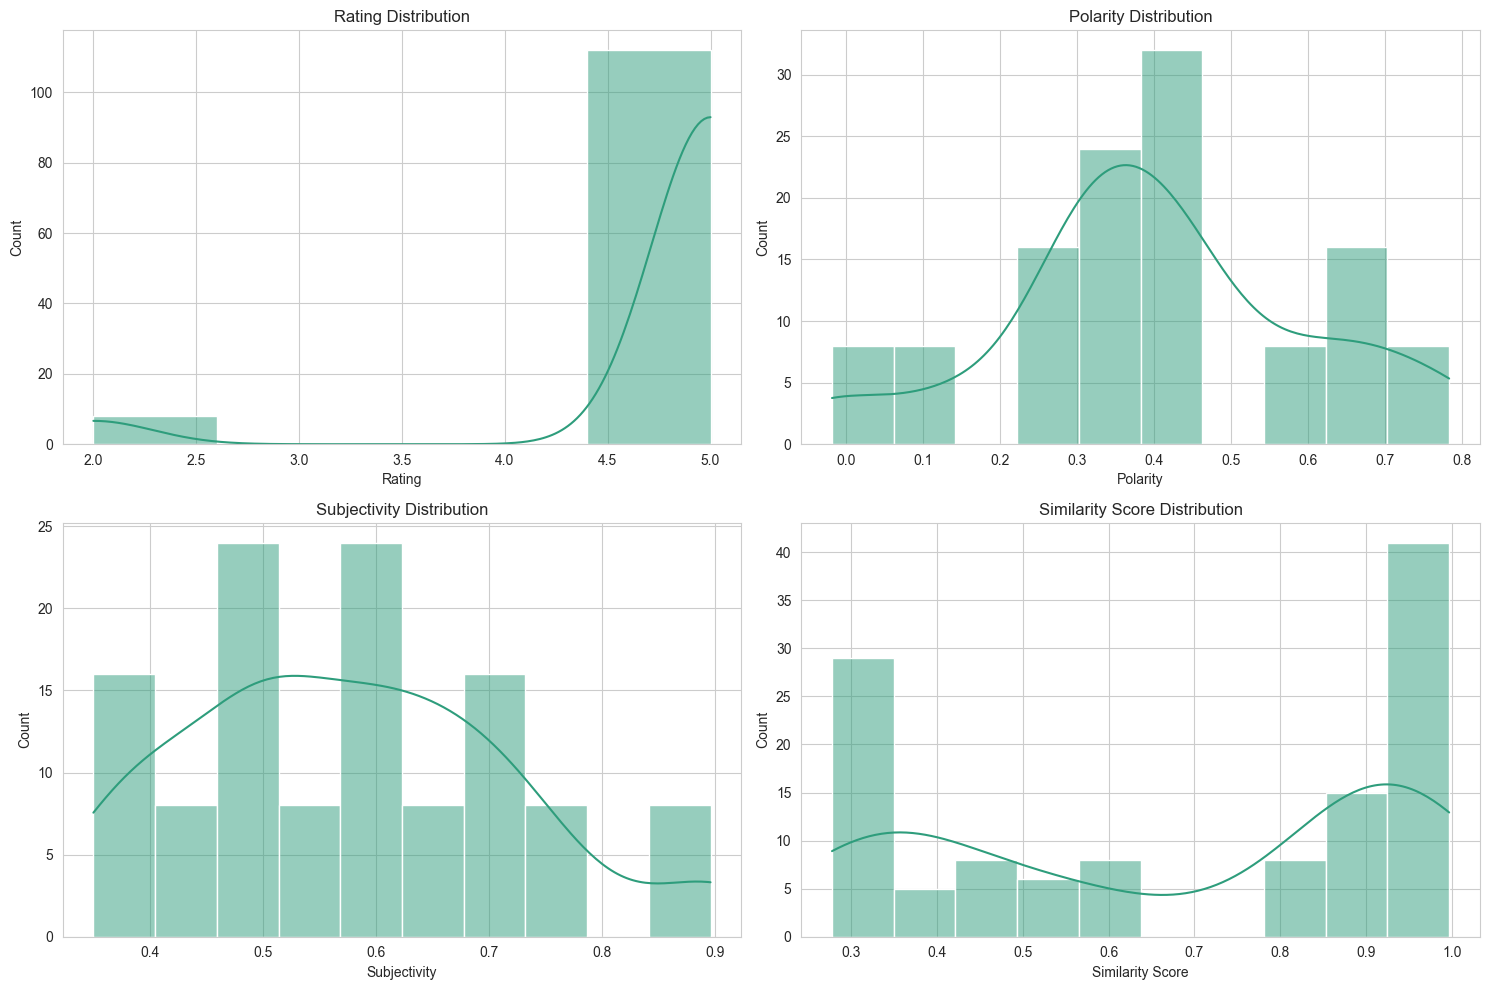 Rating Distribution
Count
100
80
60
40
20
0
2.0 2.5 3.0 3.5 4.0 4.5 5.0
Rating
Polarity Distribution
Count
30
25
20
15
10
5
0
0.0 0.1 0.2 0.3 0.4 0.5 0.6 0.7 0.8
Polarity
Subjectivity Distribution
Count
25
20
15
10
5
0
0.4 0.5 0.6 0.7 0.8 0.9
Subjectivity
Similarity Score Distribution
Count
40
35
30
25
20
15
10
5
0
0.3 0.4 0.5 0.6 0.7 0.8 0.9 1.0
Similarity Score